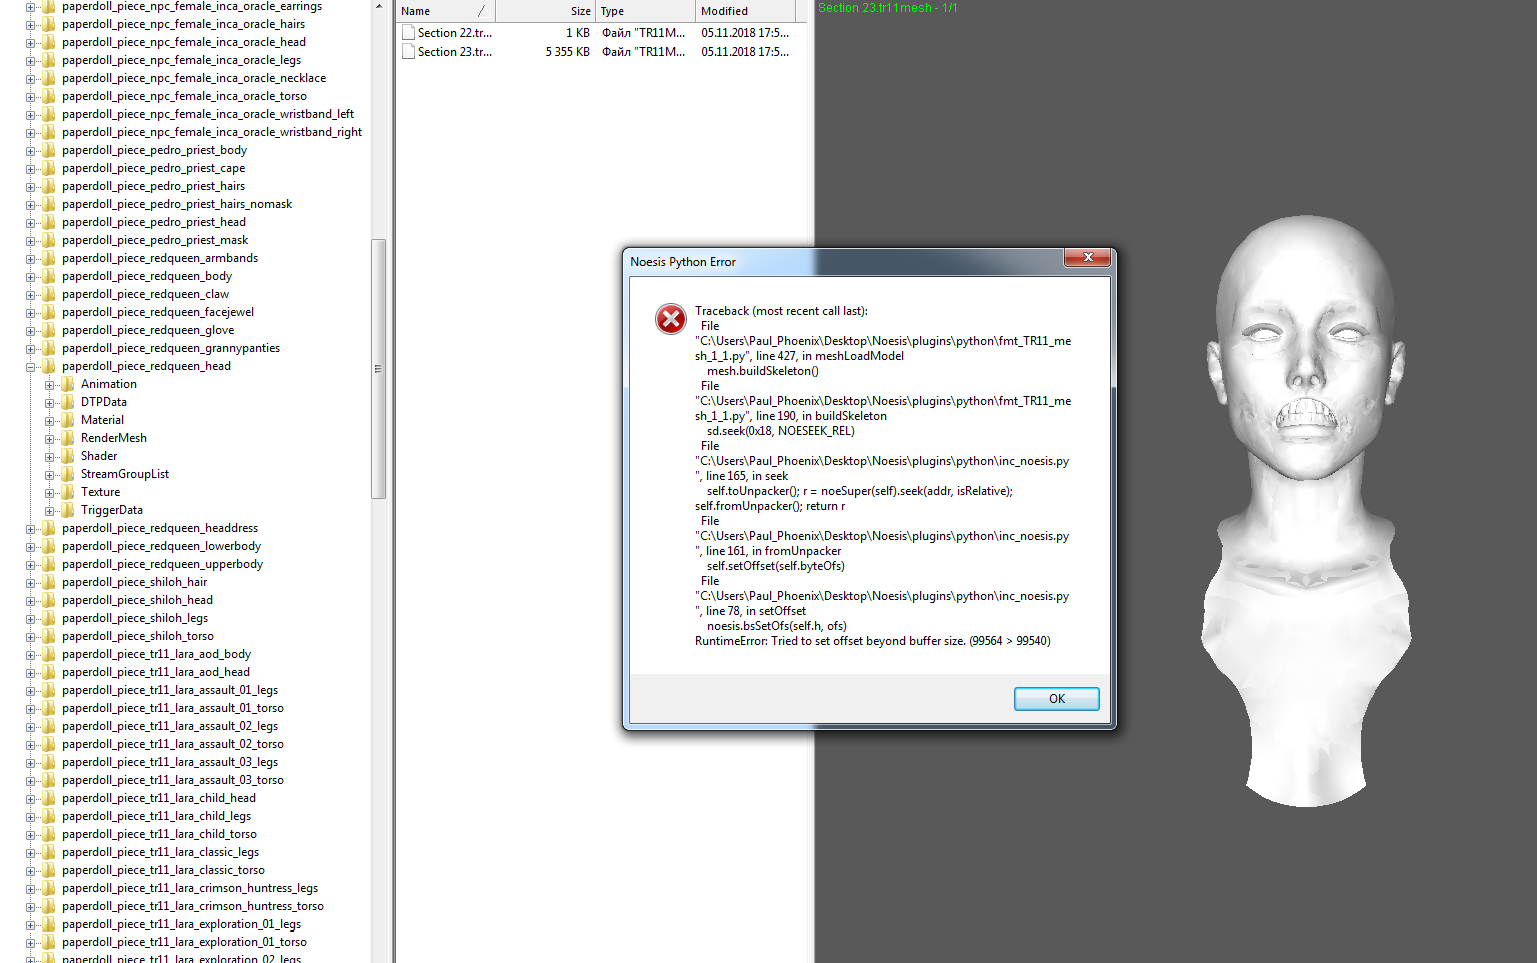 paperdoll_piece_npc_female_inca_oracle_earrings
paperdoll_piece_npc_female_inca_oracle_hairs
paperdoll_piece_npc_female_inca_oracle_head
paperdoll_piece_npc_female_inca_oracle_legs
paperdoll_piece_npc_female_inca_oracle_necklace
paperdoll_piece_npc_female_inca_oracle_torso
paperdoll_piece_npc_female_inca_oracle_wristband_left
paperdoll_piece_npc_female_inca_oracle_wristband_right
paperdoll_piece_pedro_priest_body
paperdoll_piece_pedro_priest_cape
paperdoll_piece_pedro_priest_hairs
paperdoll_piece_pedro_priest_hairs_nomask
paperdoll_piece_pedro_priest_head
paperdoll_piece_pedro_priest_mask
paperdoll_piece_redqueen_armbands
paperdoll_piece_redqueen_body
paperdoll_piece_redqueen_claw
paperdoll_piece_redqueen_facejewel
paperdoll_piece_redqueen_glove
paperdoll_piece_redqueen_grannypanties
paperdoll_piece_redqueen_head
Animation
DTPData
Material
RenderMesh
Shader
StreamGroupList
Texture
TriggerData
paperdoll_piece_redqueen_headdress
paperdoll_piece_redqueen_lowerbody
paperdoll_piece_redqueen_upperbody
paperdoll_piece_shiloh_hair
paperdoll_piece_shiloh_head
paperdoll_piece_shiloh_legs
paperdoll_piece_shiloh_torso
paperdoll_piece_tr11_lara_aod_body
paperdoll_piece_tr11_lara_aod_head
paperdoll_piece_tr11_lara_assault_01_legs
paperdoll_piece_tr11_lara_assault_01_torso
paperdoll_piece_tr11_lara_assault_02_legs
paperdoll_piece_tr11_lara_assault_02_torso
paperdoll_piece_tr11_lara_assault_03_legs
paperdoll_piece_tr11_lara_assault_03_torso
paperdoll_piece_tr11_lara_child_head
paperdoll_piece_tr11_lara_child_legs
paperdoll_piece_tr11_lara_child_torso
paperdoll_piece_tr11_lara_classic_legs
paperdoll_piece_tr11_lara_classic_torso
paperdoll_piece_tr11_lara_crimson_huntress_legs
paperdoll_piece_tr11_lara_crimson_huntress_torso
paperdoll_piece_tr11_lara_exploration_01_legs
paperdoll_piece_tr11_lara_exploration_01_torso
paperdoll_piece_tr11_lara_exploration_02_legs
Name Size Type Modified
Section 22.tr... 1 KB Файл "TR11M... 05.11.2018 17:5...
Section 23.tr... 5 355 KB Файл "TR11M... 05.11.2018 17:5...
Section 23.tr11mesh - 1/1
Noesis Python Error
Traceback (most recent call last):
File
"C:\Users\Paul_Phoenix\Desktop\Noesis\plugins\python\fmt_TR11_me
sh_1_1.py", line 427, in meshLoadModel
mesh.buildSkeleton()
File
"C:\Users\Paul_Phoenix\Desktop\Noesis\plugins\python\fmt_TR11_me
sh_1_1.py", line 190, in buildSkeleton
sd.seek(0x18, NOESEEK_REL)
File
"C:\Users\Paul_Phoenix\Desktop\Noesis\plugins\python\inc_noesis.py
", line 165, in seek
self.toUnpacker(); r = noeSuper(self).seek(addr, isRelative);
self.fromUnpacker(); return r
File
"C:\Users\Paul_Phoenix\Desktop\Noesis\plugins\python\inc_noesis.py
", line 161, in fromUnpacker
self.setOffset(self.byteOfs)
File
"C:\Users\Paul_Phoenix\Desktop\Noesis\plugins\python\inc_noesis.py
", line 78, in setOffset
noesis.bsSetOfs(self.h, ofs)
RuntimeError: Tried to set offset beyond buffer size. (99564 > 99540)
OK